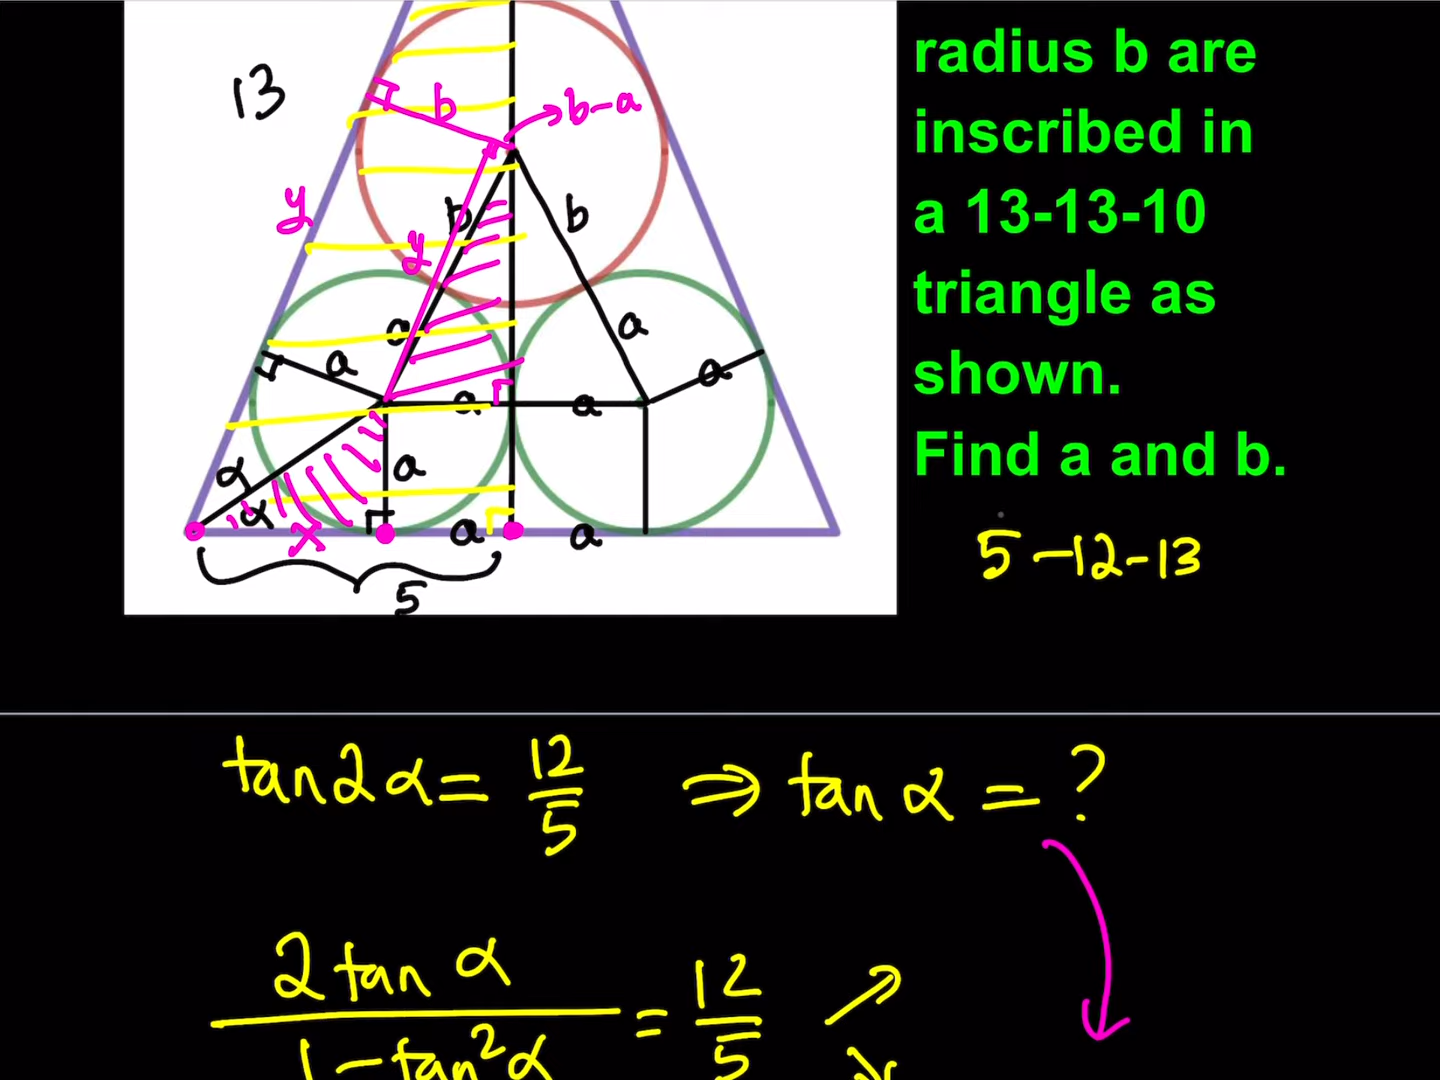 radius b are
inscribed in
a 13-13-10
triangle as
shown.
Find a and b.
5-12-13
13
b
b-a
y
b
b
y
a
a
a
a
a
a
α
α
a
x
a
a
5
tan2α = 12/5 ⇒ tan α = ?
2 tan α / 1 - tan²α = 12/5